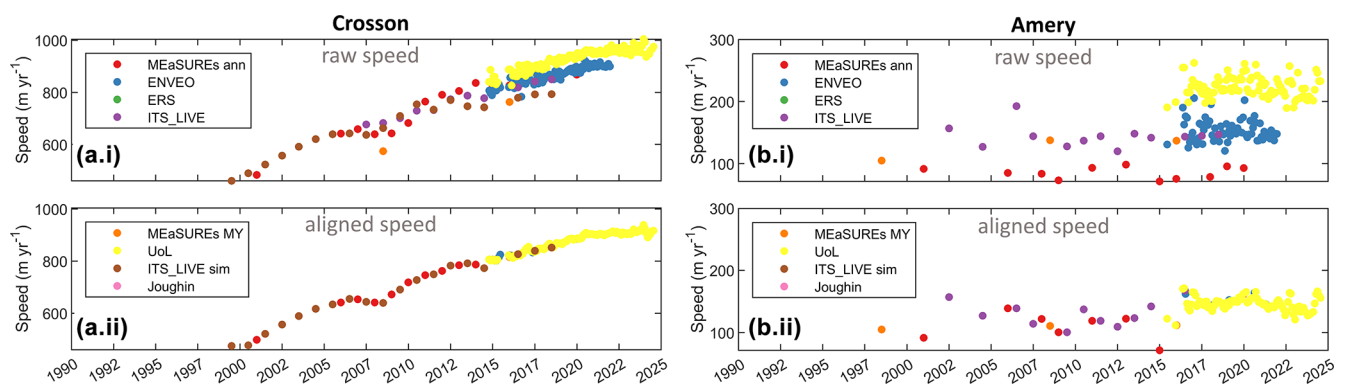 Crosson
raw speed
1000
800
600
Speed (m yr-1)
MEaSUREs ann
ENVEO
ERS
ITS_LIVE
(a.i)
aligned speed
1000
800
600
Speed (m yr-1)
MEaSUREs MY
UoL
ITS_LIVE sim
Joughin
(a.ii)
1990 1992 1995 1997 2000 2002 2005 2007 2010 2012 2015 2017 2020 2022 2025
Amery
raw speed
300
200
100
Speed (m yr-1)
MEaSUREs ann
ENVEO
ERS
ITS_LIVE
(b.i)
aligned speed
300
200
100
Speed (m yr-1)
MEaSUREs MY
UoL
ITS_LIVE sim
Joughin
(b.ii)
1990 1992 1995 1997 2000 2002 2005 2007 2010 2012 2015 2017 2020 2022 2025